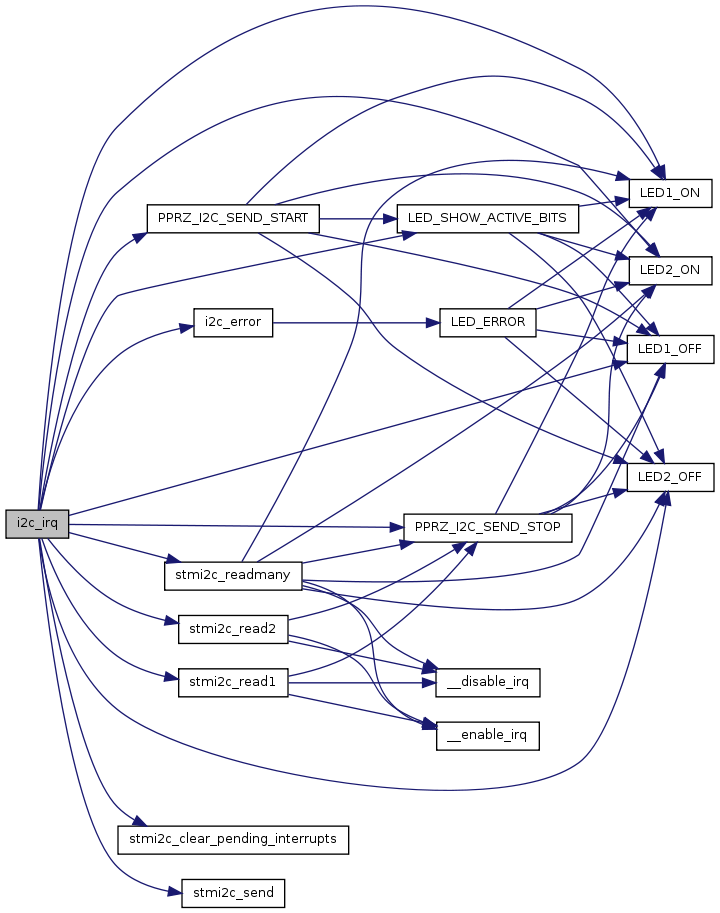 LED1_ON
PPRZ_I2C_SEND_START
LED_SHOW_ACTIVE_BITS
LED2_ON
i2c_error
LED_ERROR
LED1_OFF
LED2_OFF
i2c_irq
PPRZ_I2C_SEND_STOP
stmi2c_readmany
stmi2c_read2
stmi2c_read1
__disable_irq
__enable_irq
stmi2c_clear_pending_interrupts
stmi2c_send